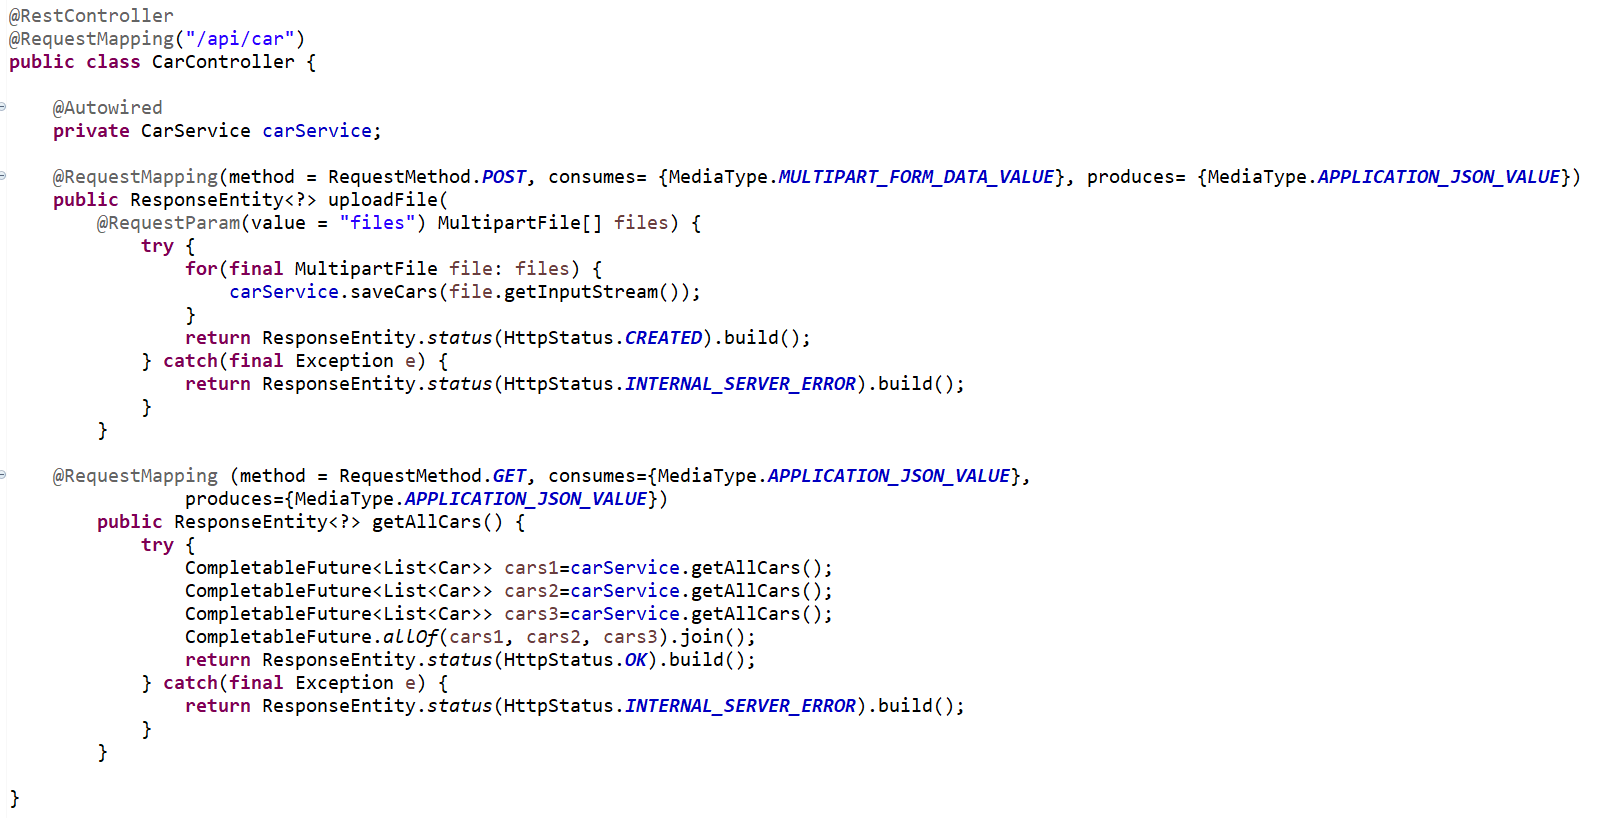 @RestController
@RequestMapping("/api/car")
public class CarController {
@Autowired
private CarService carService;
@RequestMapping(method = RequestMethod.POST, consumes= {MediaType.MULTIPART_FORM_DATA_VALUE}, produces= {MediaType.APPLICATION_JSON_VALUE})
public ResponseEntity<?> uploadFile(
@RequestParam(value = "files") MultipartFile[] files) {
try {
for(final MultipartFile file: files) {
carService.saveCars(file.getInputStream());
}
return ResponseEntity.status(HttpStatus.CREATED).build();
} catch(final Exception e) {
return ResponseEntity.status(HttpStatus.INTERNAL_SERVER_ERROR).build();
}
}
@RequestMapping (method = RequestMethod.GET, consumes={MediaType.APPLICATION_JSON_VALUE},
produces={MediaType.APPLICATION_JSON_VALUE})
public ResponseEntity<?> getAllCars() {
try {
CompletableFuture<List<Car>> cars1=carService.getAllCars();
CompletableFuture<List<Car>> cars2=carService.getAllCars();
CompletableFuture<List<Car>> cars3=carService.getAllCars();
CompletableFuture.allOf(cars1, cars2, cars3).join();
return ResponseEntity.status(HttpStatus.OK).build();
} catch(final Exception e) {
return ResponseEntity.status(HttpStatus.INTERNAL_SERVER_ERROR).build();
}
}
}